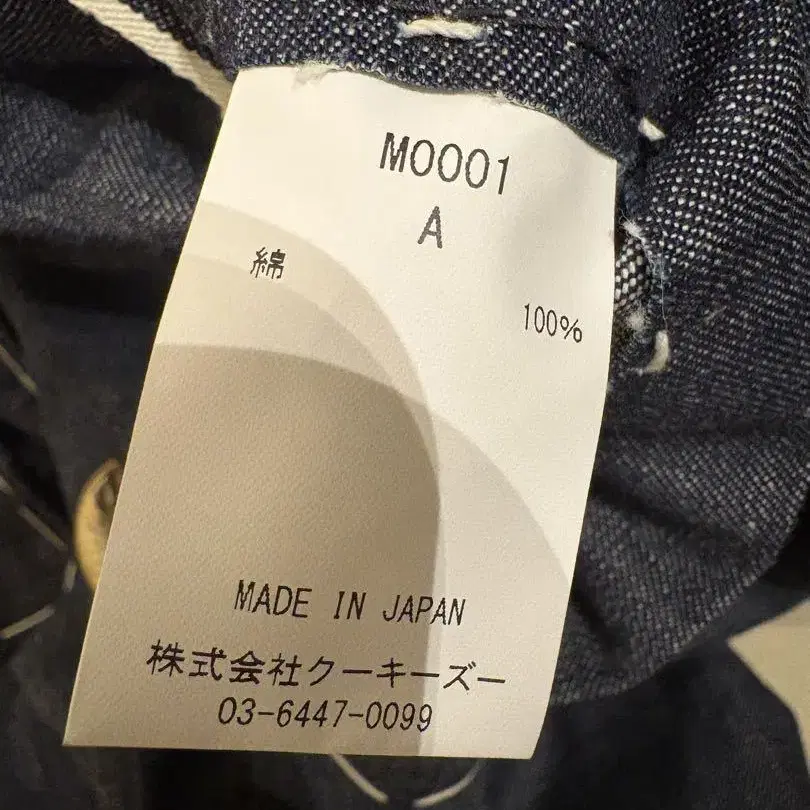 M0001
A
綿
100%
MADE IN JAPAN
株式会社クーキーズー
03-6447-0099